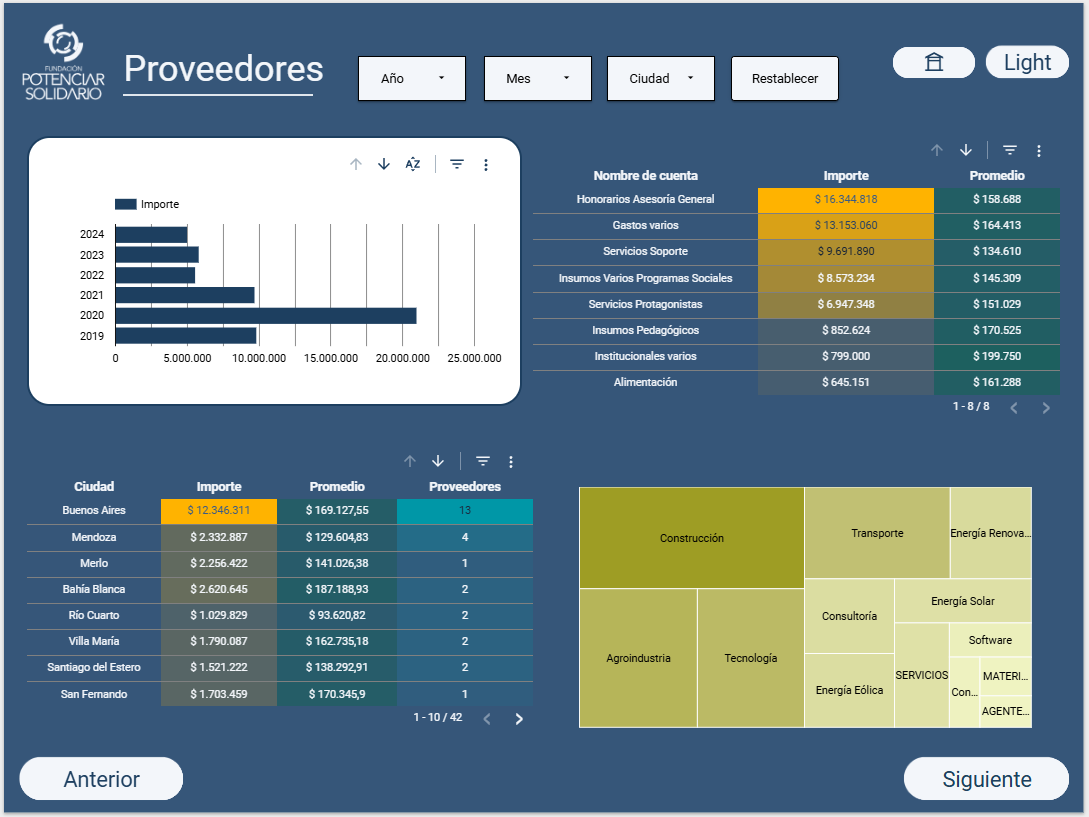 FUNDACIÓN
POTENCIAR
SOLIDARIO
Proveedores
Año
Mes
Ciudad
Restablecer
Light
Importe
2024
2023
2022
2021
2020
2019
0 5.000.000 10.000.000 15.000.000 20.000.000 25.000.000
Nombre de cuenta Importe Promedio
Honorarios Asesoría General $ 16.344.818 $ 158.688
Gastos varios $ 13.153.060 $ 164.413
Servicios Soporte $ 9.691.890 $ 134.610
Insumos Varios Programas Sociales $ 8.573.234 $ 145.309
Servicios Protagonistas $ 6.947.348 $ 151.029
Insumos Pedagógicos $ 852.624 $ 170.525
Institucionales varios $ 799.000 $ 199.750
Alimentación $ 645.151 $ 161.288
1 - 8 / 8
Ciudad Importe Promedio Proveedores
Buenos Aires $ 12.346.311 $ 169.127,55 13
Mendoza $ 2.332.887 $ 129.604,83 4
Merlo $ 2.256.422 $ 141.026,38 1
Bahía Blanca $ 2.620.645 $ 187.188,93 2
Río Cuarto $ 1.029.829 $ 93.620,82 2
Villa María $ 1.790.087 $ 162.735,18 2
Santiago del Estero $ 1.521.222 $ 138.292,91 2
San Fernando $ 1.703.459 $ 170.345,9 1
1 - 10 / 42
Construcción
Transporte
Energía Renova...
Agroindustria
Tecnología
Consultoría
Energía Solar
Energía Eólica
SERVICIOS
Software
Con...
MATERI...
AGENTE...
Anterior
Siguiente